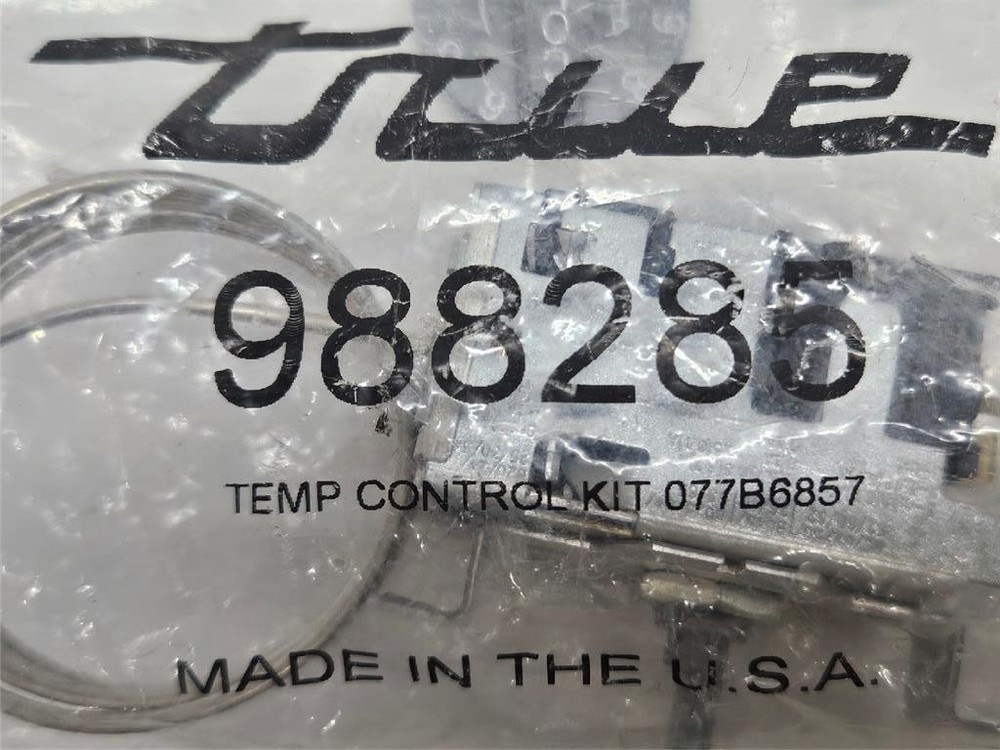 true
988285
TEMP CONTROL KIT 077B6857
MADE IN THE U.S.A.